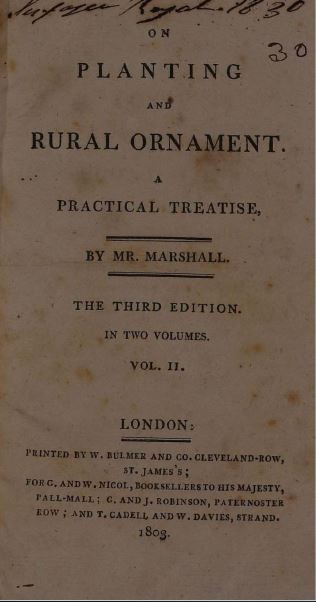 Royal. 1830
ON
30
PLANTING
AND
RURAL ORNAMENT.
A
PRACTICAL TREATISE,
BY MR. MARSHALL.
THE THIRD EDITION.
IN TWO VOLUMES.
VOL. II.
LONDON:
PRINTED BY W. BULMER AND CO. CLEVELAND-ROW,
ST. JAMES'S;
FOR G. AND W. NICOL, BOOKSELLERS TO HIS MAJESTY,
PALL-MALL; G. AND J. ROBINSON, PATERNOSTER
ROW; AND T. CADELL AND W. DAVIES, STRAND.
1803.